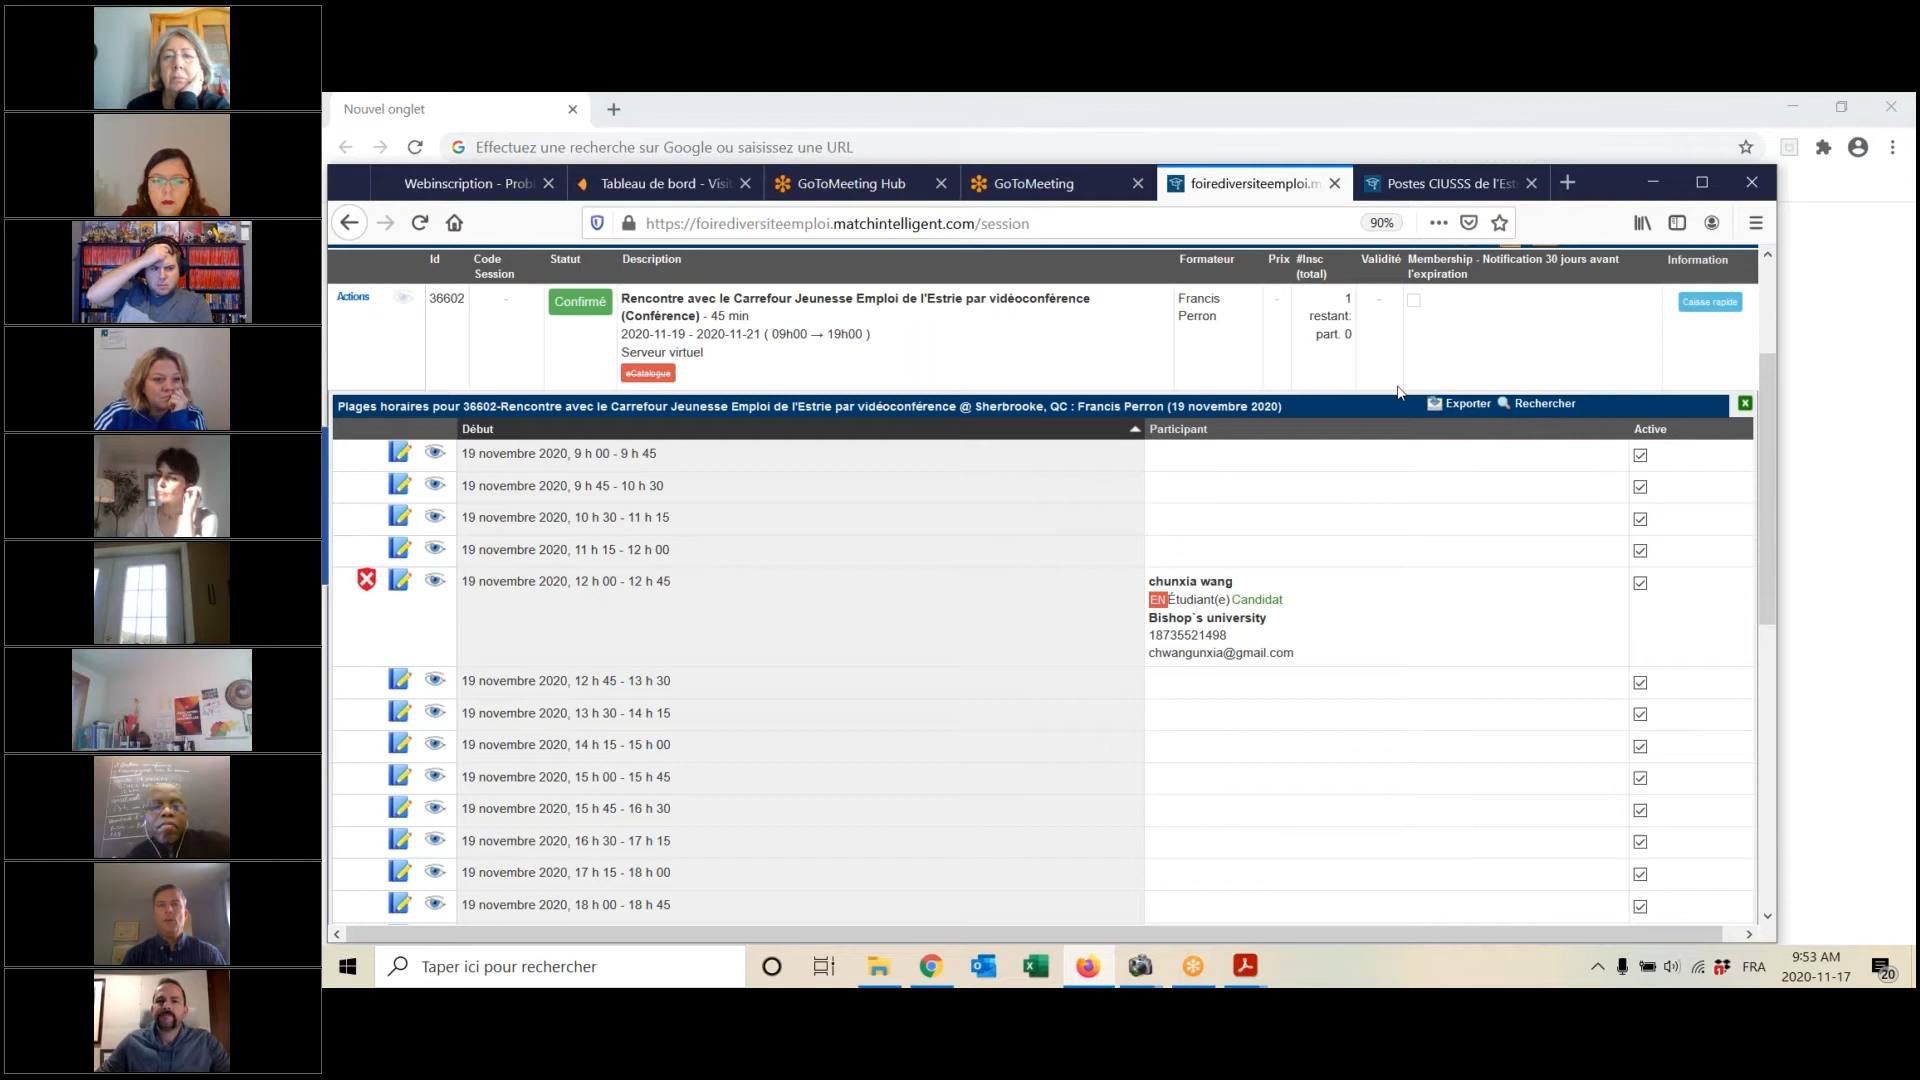 Nouvel onglet
Effectuez une recherche sur Google ou saisissez une URL
Webinscription - Prob
Tableau de bord - Visit
GoToMeeting Hub
GoToMeeting
foirediversiteemploi.m
Postes CIUSSS de l'Est
https://foirediversiteemploi.matchintelligent.com/session
90%
Id Code Session Statut Description Formateur Prix #Insc (total) Validité Membership - Notification 30 jours avant l'expiration Information
Actions 36602 - Confirmé Rencontre avec le Carrefour Jeunesse Emploi de l'Estrie par vidéoconférence Francis Perron - 1 restant: part. 0 - Caisse rapide
(Conférence) - 45 min
2020-11-19 - 2020-11-21 ( 09h00 → 19h00 )
Serveur virtuel
eCatalogue
Plages horaires pour 36602-Rencontre avec le Carrefour Jeunesse Emploi de l'Estrie par vidéoconférence @ Sherbrooke, QC : Francis Perron (19 novembre 2020) Exporter Rechercher
Début Participant Active
19 novembre 2020, 9 h 00 - 9 h 45
19 novembre 2020, 9 h 45 - 10 h 30
19 novembre 2020, 10 h 30 - 11 h 15
19 novembre 2020, 11 h 15 - 12 h 00
19 novembre 2020, 12 h 00 - 12 h 45 chunxia wang
EN Étudiant(e) Candidat
Bishop`s university
18735521498
chwangunxia@gmail.com
19 novembre 2020, 12 h 45 - 13 h 30
19 novembre 2020, 13 h 30 - 14 h 15
19 novembre 2020, 14 h 15 - 15 h 00
19 novembre 2020, 15 h 00 - 15 h 45
19 novembre 2020, 15 h 45 - 16 h 30
19 novembre 2020, 16 h 30 - 17 h 15
19 novembre 2020, 17 h 15 - 18 h 00
19 novembre 2020, 18 h 00 - 18 h 45
Taper ici pour rechercher
FRA
9:53 AM
2020-11-17
20